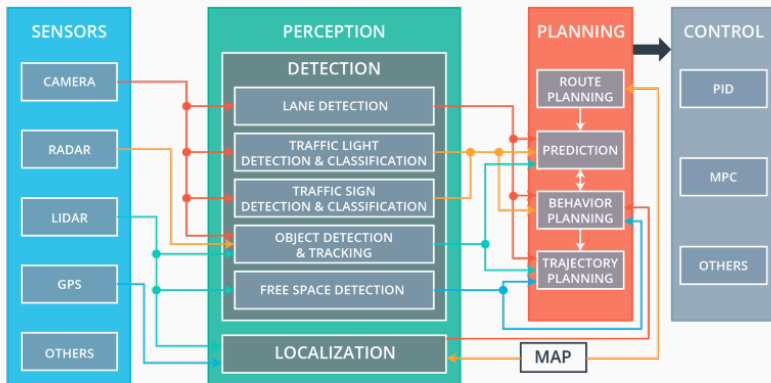 SENSORS
CAMERA
RADAR
LIDAR
GPS
OTHERS
PERCEPTION
DETECTION
LANE DETECTION
TRAFFIC LIGHT
DETECTION & CLASSIFICATION
TRAFFIC SIGN
DETECTION & CLASSIFICATION
OBJECT DETECTION
& TRACKING
FREE SPACE DETECTION
LOCALIZATION
PLANNING
ROUTE
PLANNING
PREDICTION
BEHAVIOR
PLANNING
TRAJECTORY
PLANNING
MAP
CONTROL
PID
MPC
OTHERS